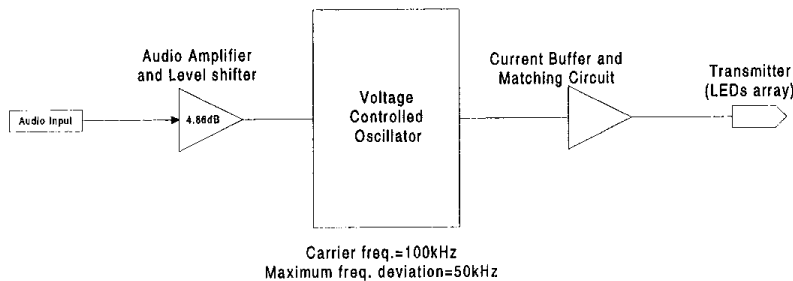 Audio Amplifier
and Level shifter
Current Buffer and
Matching Circuit
Transmitter
(LEDs array)
Voltage
Controlled
Oscillator
Audio Input
4.86dB
Carrier freq.=100kHz
Maximum freq. deviation=50kHz